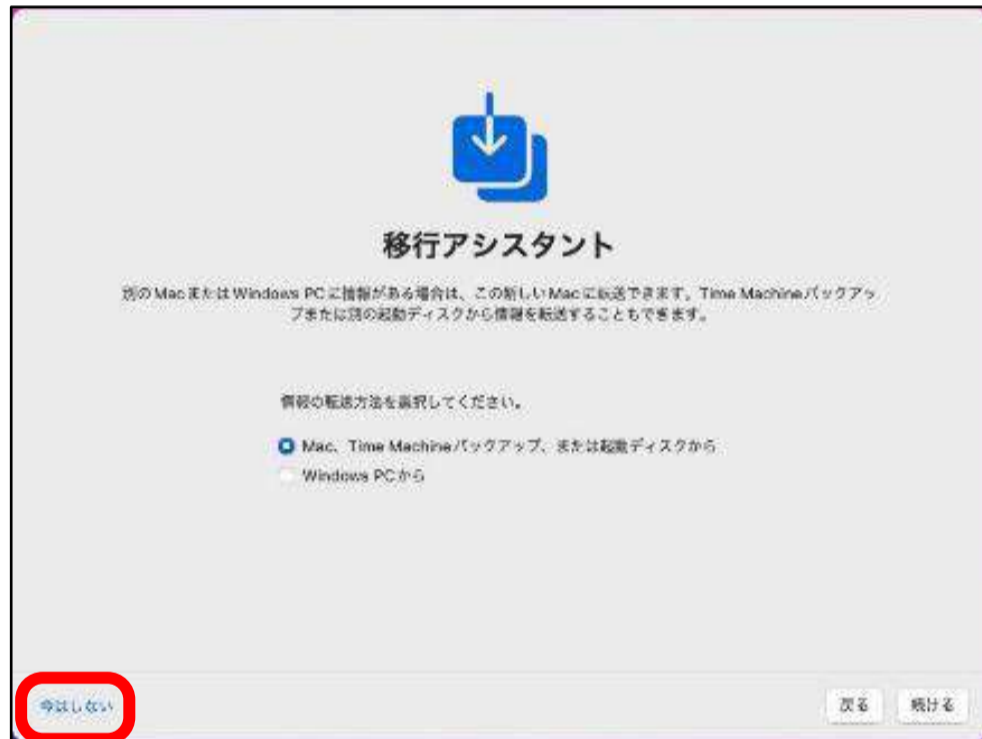 移行アシスタント
別のMacまたはWindows PCに情報がある場合は、この新しいMacに転送できます。Time Machineバックアッ
プまたは別の起動ディスクから情報を転送することもできます。
情報の転送方法を選択してください。
Mac、Time Machineバックアップ、または起動ディスクから
Windows PCから
今はしない
戻る
続ける